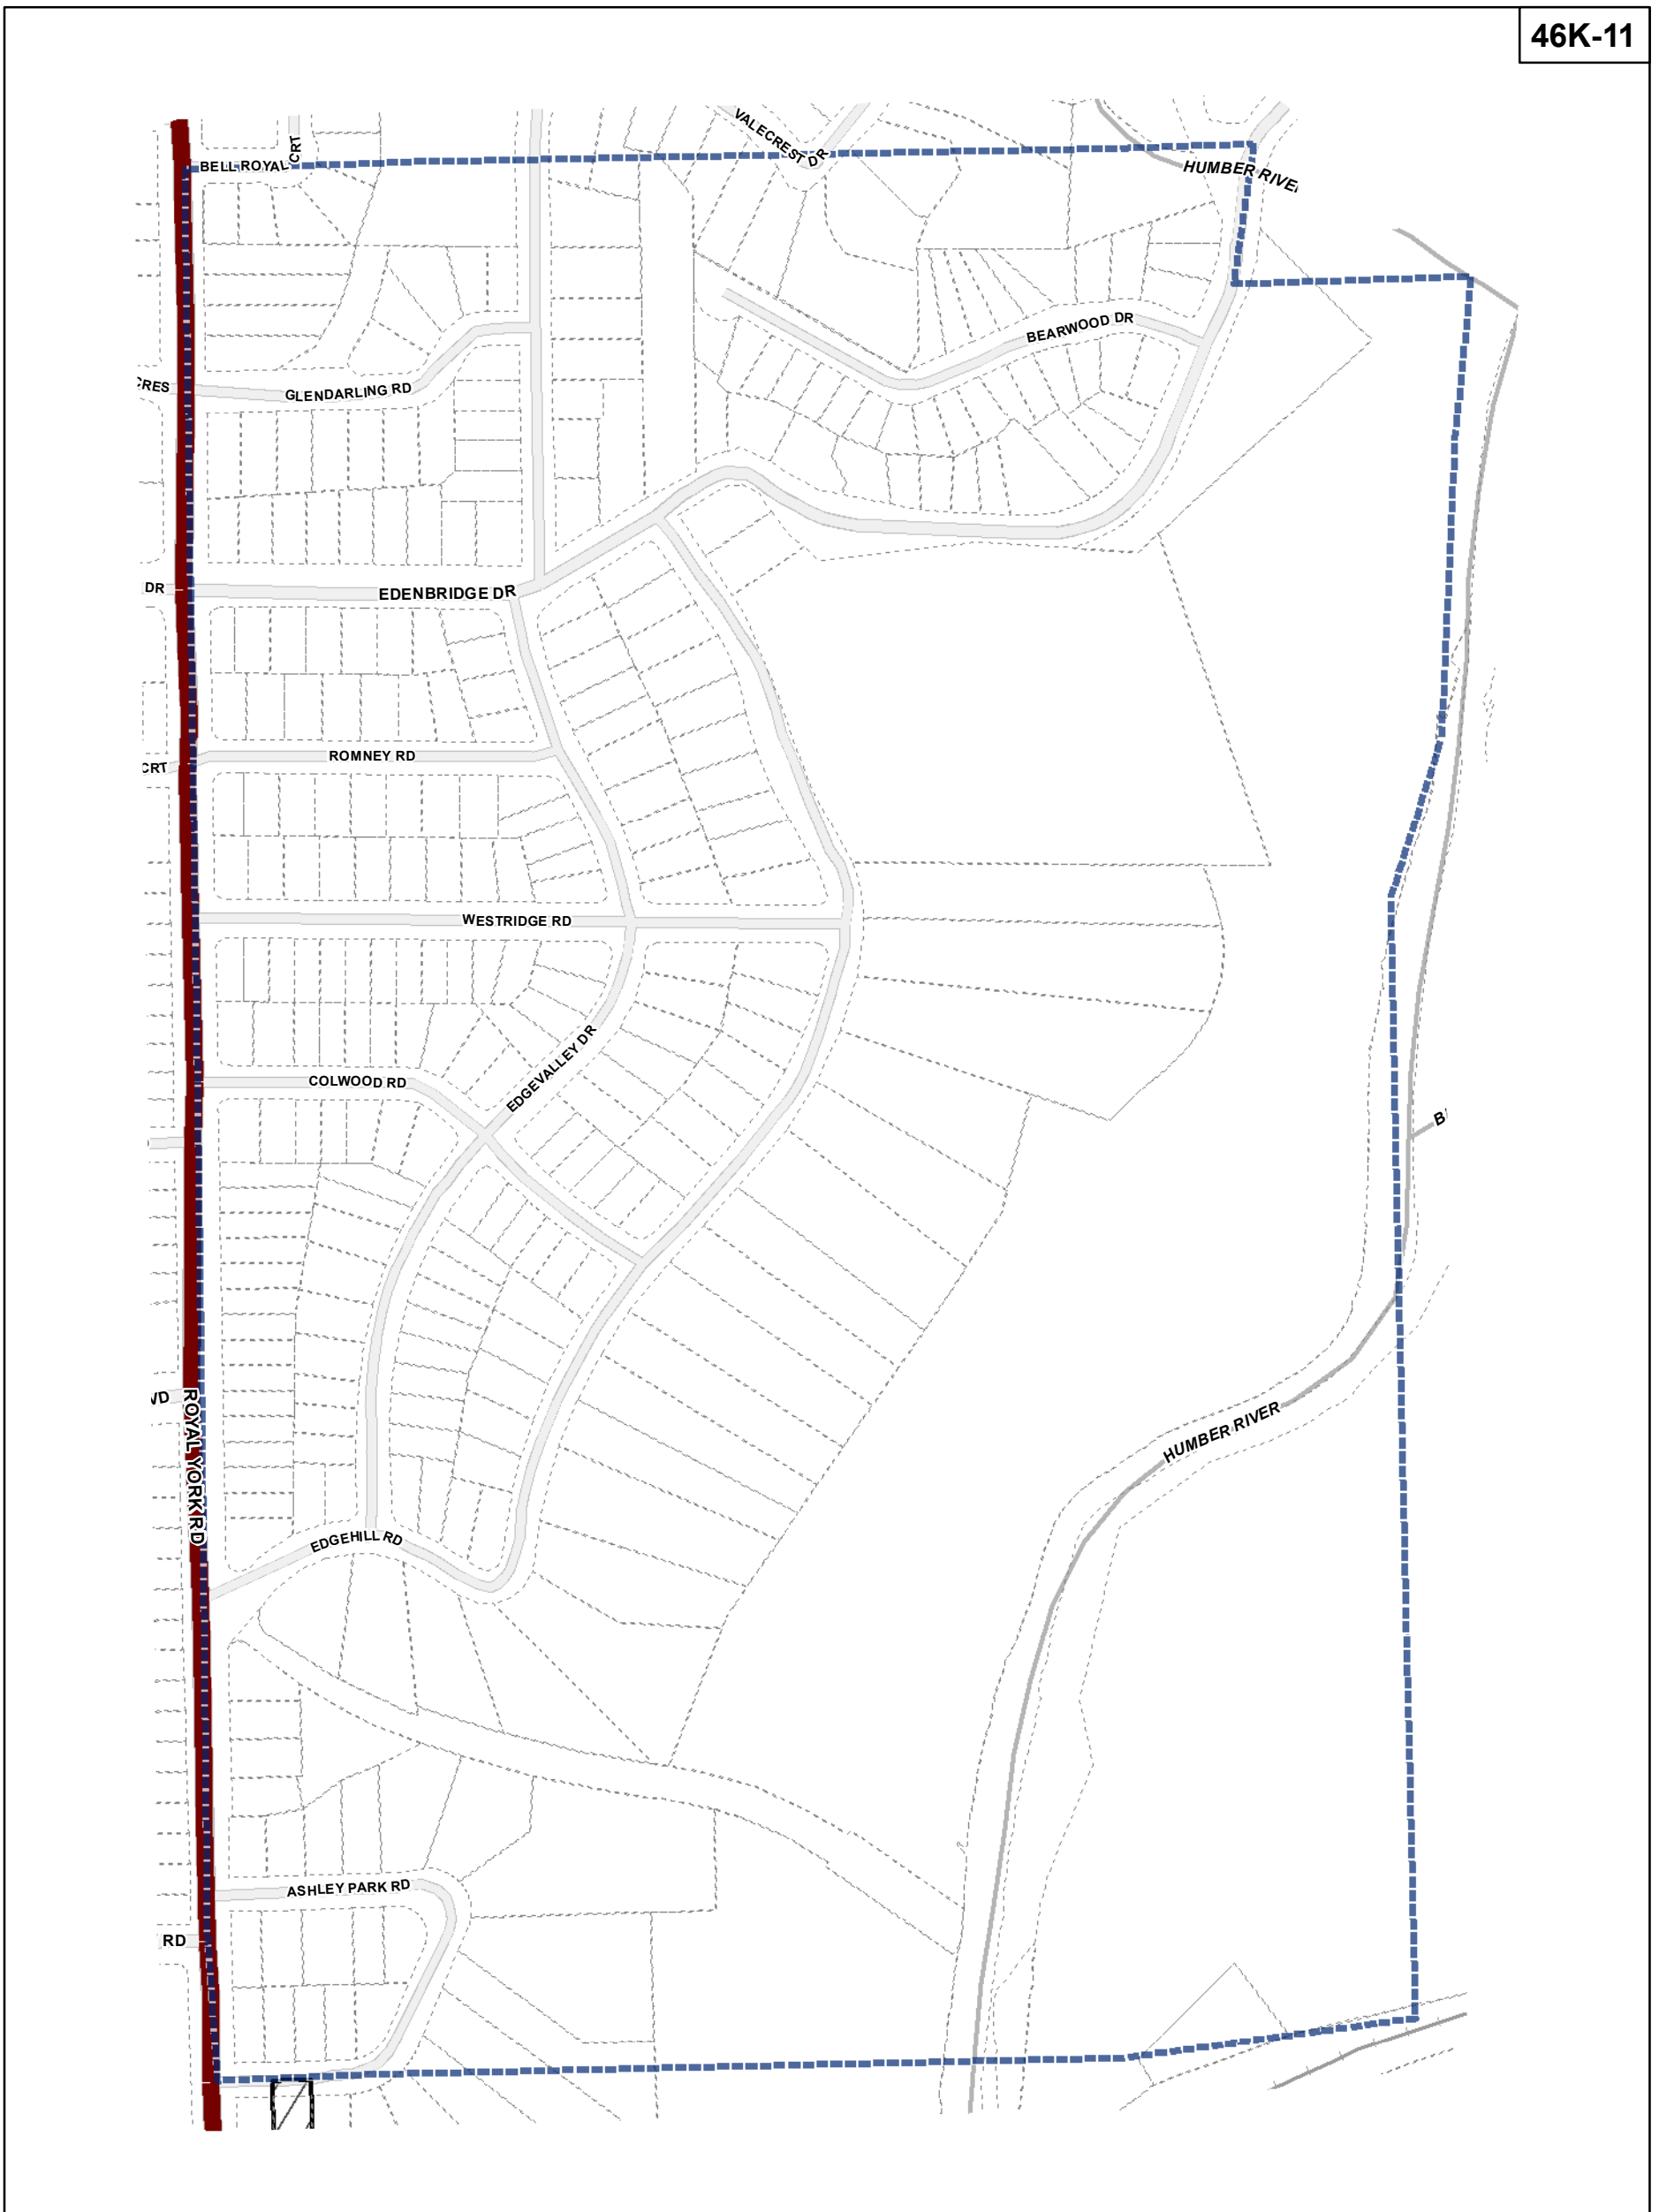 46K-11
VALECREST DR
BELL ROYAL CRT
HUMBER RIVE
BEARWOOD DR
CRES
GLENDARLING RD
DR
EDENBRIDGE DR
ROMNEY RD
CRT
WESTRIDGE RD
EDGEVALLEY DR
COLWOOD RD
ROYAL YORK RD
HUMBER RIVER
EDGEHILL RD
ASHLEY PARK RD
RD